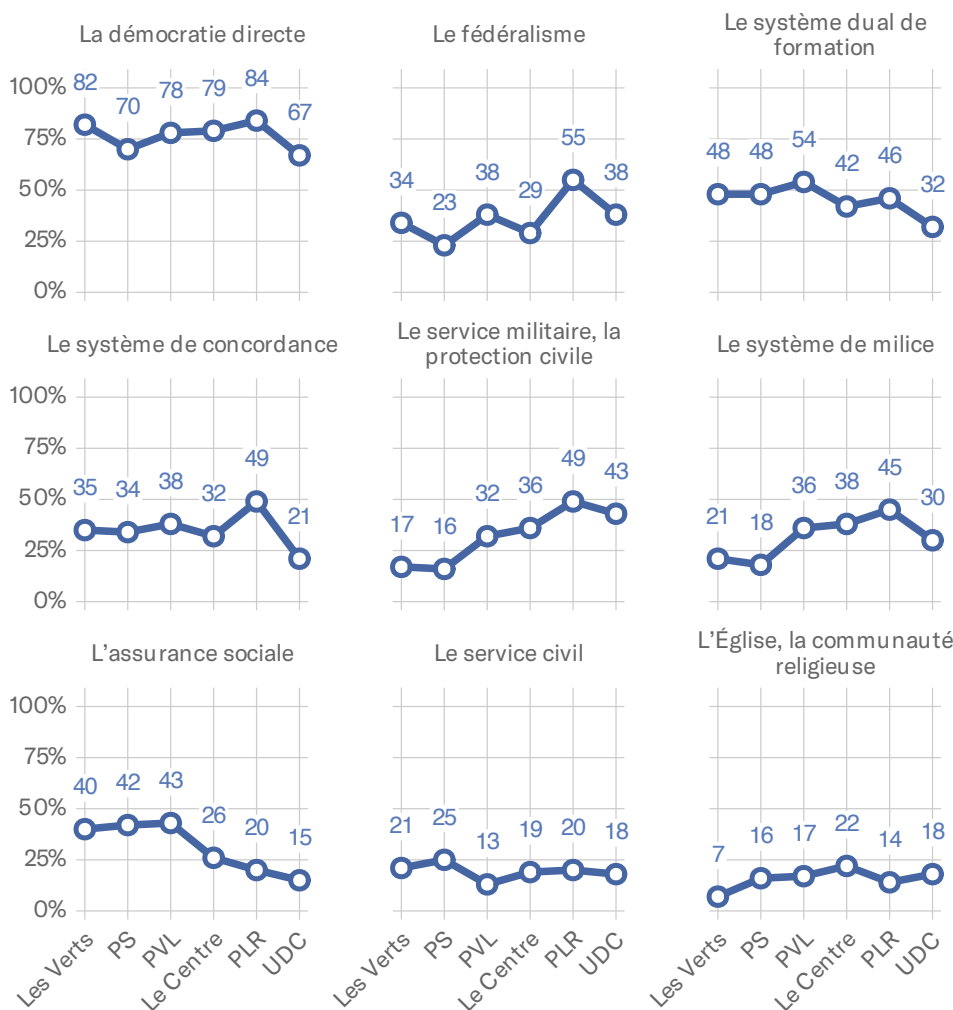 La démocratie directe
Le fédéralisme
Le système dual de
formation
100%
75%
50%
25%
0%
82
70
78
79
84
67
34
23
38
29
55
38
48
48
54
42
46
32
Le système de concordance
Le service militaire, la
protection civile
Le système de milice
100%
75%
50%
25%
0%
35
34
38
32
49
21
17
16
32
36
49
43
21
18
36
38
45
30
L'assurance sociale
Le service civil
L'Église, la communauté
religieuse
100%
75%
50%
25%
0%
40
42
43
26
20
15
21
25
13
19
20
18
7
16
17
22
14
18
Les Verts
PS
PVL
Le Centre
PLR
UDC
Les Verts
PS
PVL
Le Centre
PLR
UDC
Les Verts
PS
PVL
Le Centre
PLR
UDC